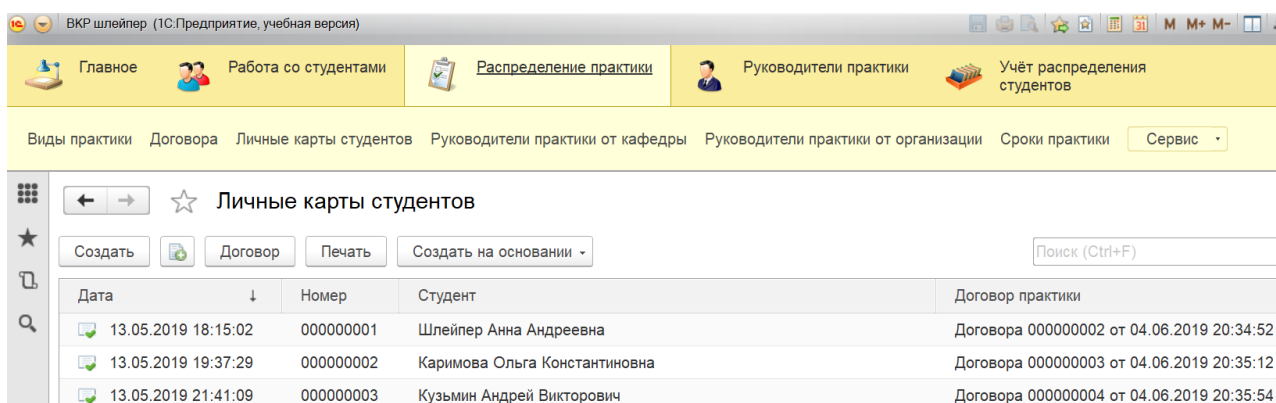 ВКР шлейпер (1С:Предприятие, учебная версия) 31 M M+ M-
Главное Работа со студентами Распределение практики Руководители практики Учёт распределения
студентов
Виды практики Договора Личные карты студентов Руководители практики от кафедры Руководители практики от организации Сроки практики Сервис
Личные карты студентов
Создать Договор Печать Создать на основании Поиск (Ctrl+F)
Дата ↓ Номер Студент Договор практики
13.05.2019 18:15:02 000000001 Шлейпер Анна Андреевна Договора 000000002 от 04.06.2019 20:34:52
13.05.2019 19:37:29 000000002 Каримова Ольга Константиновна Договора 000000003 от 04.06.2019 20:35:12
13.05.2019 21:41:09 000000003 Кузьмин Андрей Викторович Договора 000000004 от 04.06.2019 20:35:54